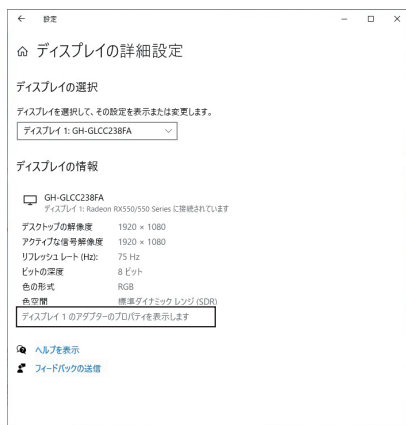 設定
ディスプレイの詳細設定
ディスプレイの選択
ディスプレイを選択して、その設定を表示または変更します。
ディスプレイ 1: GH-GLCC238FA
ディスプレイの情報
GH-GLCC238FA
ディスプレイ 1: Radeon RX550/550 Series に接続されています
デスクトップの解像度 1920 × 1080
アクティブな信号解像度 1920 × 1080
リフレッシュ レート (Hz): 75 Hz
ビットの深度 8 ビット
色の形式 RGB
色空間 標準ダイナミック レンジ (SDR)
ディスプレイ 1 のアダプターのプロパティを表示します
ヘルプを表示
フィードバックの送信